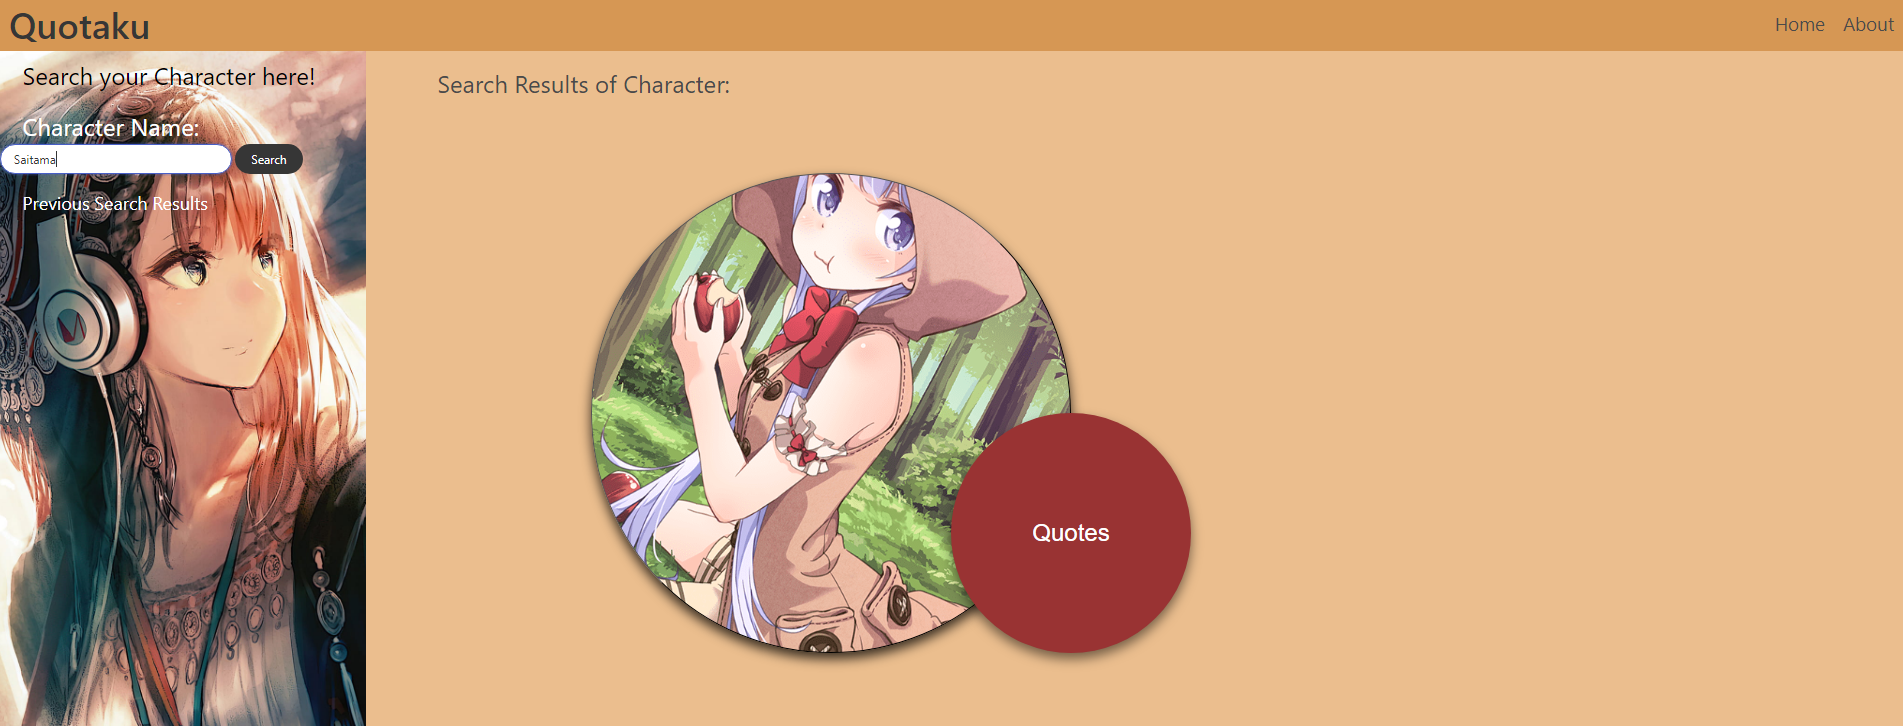 Quotaku
Home About
Search your Character here!
Character Name:
Saitama
Search
Previous Search Results
Search Results of Character:
Quotes